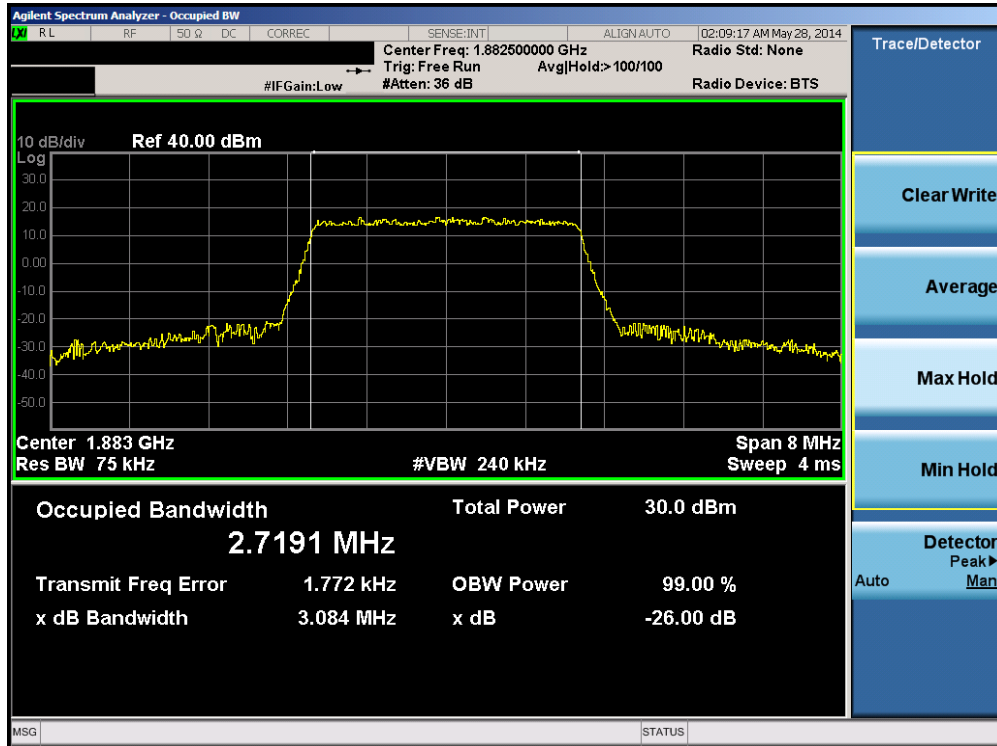 Agilent Spectrum Analyzer - Occupied BW
LXI RL RF 50 Ω DC CORREC SENSE:INT ALIGN AUTO 02:09:17 AM May 28, 2014
Center Freq: 1.882500000 GHz Radio Std: None
Trig: Free Run Avg|Hold:>100/100
#IFGain:Low #Atten: 36 dB Radio Device: BTS
10 dB/div Ref 40.00 dBm
Log
30.0
20.0
10.0
0.00
-10.0
-20.0
-30.0
-40.0
-50.0
Center 1.883 GHz Span 8 MHz
Res BW 75 kHz #VBW 240 kHz Sweep 4 ms
Occupied Bandwidth Total Power 30.0 dBm
2.7191 MHz
Transmit Freq Error 1.772 kHz OBW Power 99.00 %
x dB Bandwidth 3.084 MHz x dB -26.00 dB
MSG STATUS
Trace/Detector
Clear Write
Average
Max Hold
Min Hold
Detector
Peak▶
Auto Man